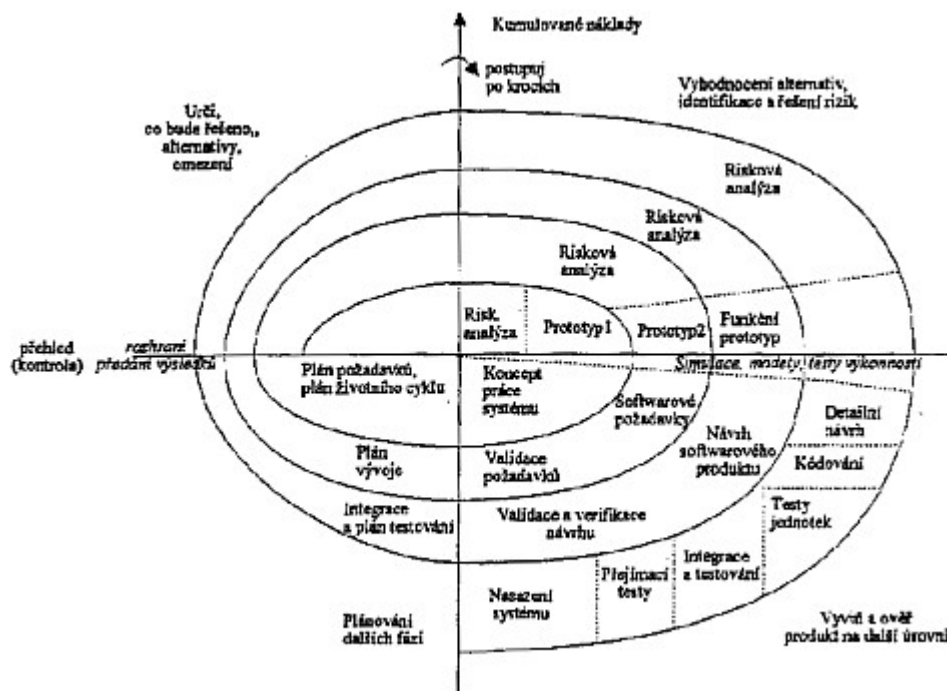 Kumulované náklady
postupuj
po krocích
Vyhodnocení alternativ,
identifikace a řešení rizik
Urči,
co bude řešeno,,
alternativy,
omezení
Risková
analýza
Risková
analýza
Risková
analýza
Risk.
analýza
Prototyp1
Prototyp2
Funkční
prototyp
přehled
(kontrola)
rozhraní
předání výsledků
Simulace, modely, testy výkonnosti
Plán požadavků,
plán životního cyklu
Koncept
práce
systému
Softwarové
požadavky
Detailní
návrh
Návrh
softwarového
produktu
Kódování
Plán
vývoje
Validace
požadavků
Testy
jednotek
Integrace
a plán testování
Validace a verifikace
návrhu
Integrace
a testování
Přejímací
testy
Nasazení
systému
Plánování
dalších fází
Vyviň a ověř
produkt na další úrovni